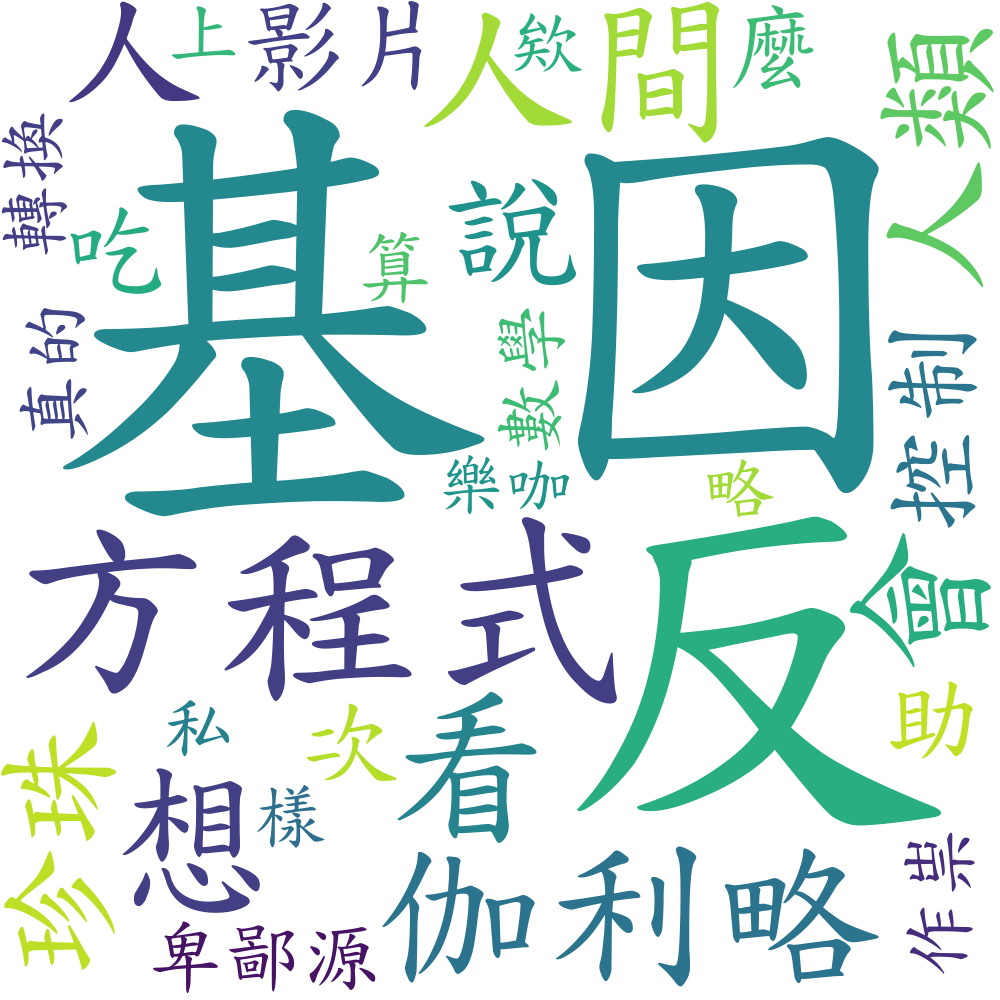 人
上
影片
人間
欸
麼
人類
轉換
基因
吃
算
說
真的
數學
控制
樂咖
略
方程式
反
會
珍珠
私
次
看
助
想
樣
伽利略
作祟
卑鄙源